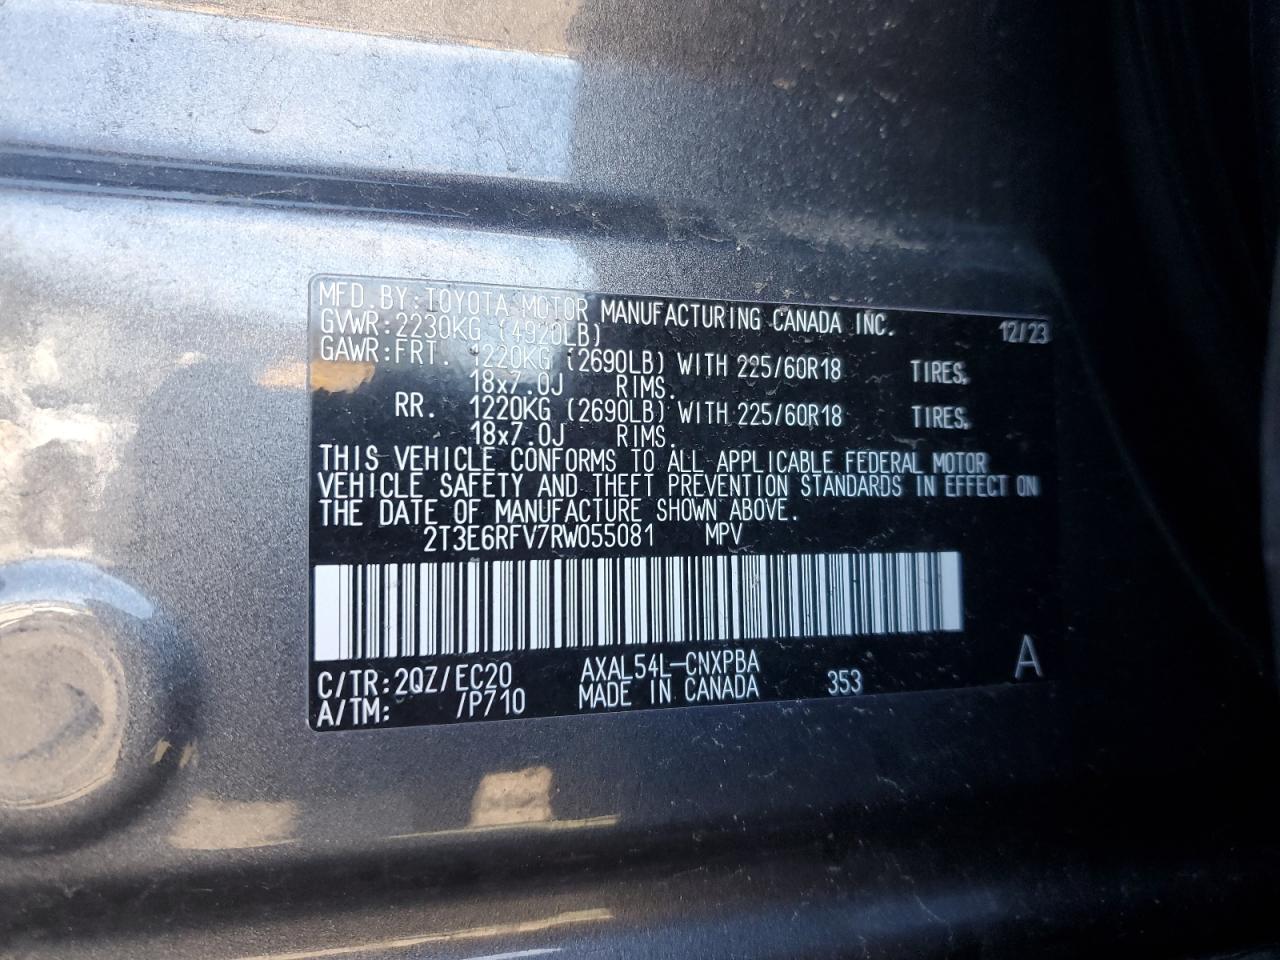 MFD. BY: TOYOTA MOTOR MANUFACTURING CANADA INC. 12/23
GVWR: 2230KG (4920LB)
GAWR: FRT. 1220KG (2690LB) WITH 225/60R18 TIRES,
18x7.0J RIMS.
RR. 1220KG (2690LB) WITH 225/60R18 TIRES,
18x7.0J RIMS.
THIS VEHICLE CONFORMS TO ALL APPLICABLE FEDERAL MOTOR
VEHICLE SAFETY AND THEFT PREVENTION STANDARDS IN EFFECT ON
THE DATE OF MANUFACTURE SHOWN ABOVE.
2T3E6RFV7RW055081 MPV
C/TR: 2QZ/EC20 AXAL54L-CNXPBA
A/TM: /P710 MADE IN CANADA 353 A